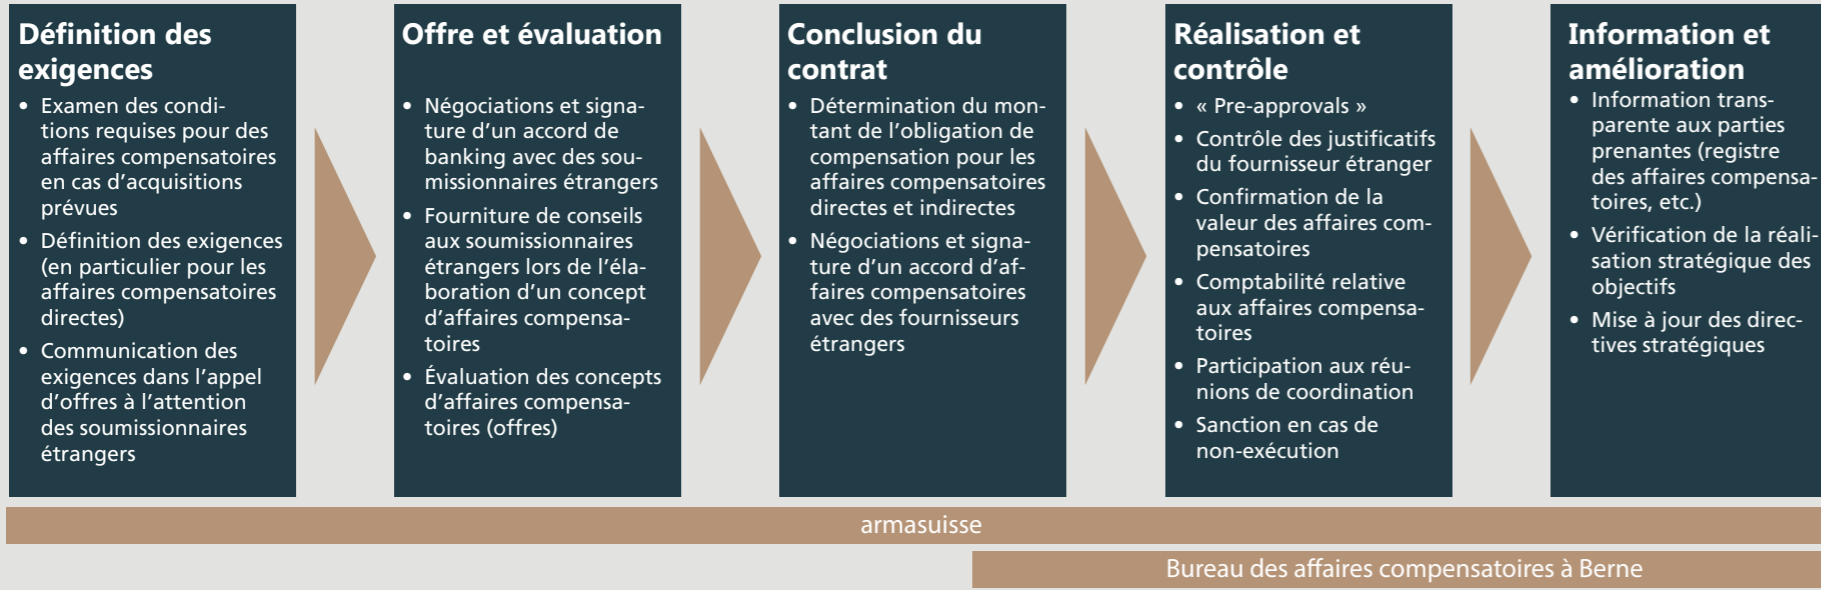 Définition des
exigences
• Examen des condi-
tions requises pour des
affaires compensatoires
en cas d’acquisitions
prévues
• Définition des exigences
(en particulier pour les
affaires compensatoires
directes)
• Communication des
exigences dans l’appel
d’offres à l’attention
des soumissionnaires
étrangers
Offre et évaluation
• Négociations et signa-
ture d’un accord de
banking avec des sou-
missionnaires étrangers
• Fourniture de conseils
aux soumissionnaires
étrangers lors de l’éla-
boration d’un concept
d’affaires compensa-
toires
• Évaluation des concepts
d’affaires compensa-
toires (offres)
Conclusion du
contrat
• Détermination du mon-
tant de l’obligation de
compensation pour les
affaires compensatoires
directes et indirectes
• Négociations et signa-
ture d’un accord d’af-
faires compensatoires
avec des fournisseurs
étrangers
Réalisation et
contrôle
• « Pre-approvals »
• Contrôle des justificatifs
du fournisseur étranger
• Confirmation de la
valeur des affaires com-
pensatoires
• Comptabilité relative
aux affaires compensa-
toires
• Participation aux réu-
nions de coordination
• Sanction en cas de
non-exécution
Information et
amélioration
• Information trans-
parente aux parties
prenantes (registre
des affaires compensa-
toires, etc.)
• Vérification de la réali-
sation stratégique des
objectifs
• Mise à jour des direc-
tives stratégiques
armasuisse
Bureau des affaires compensatoires à Berne